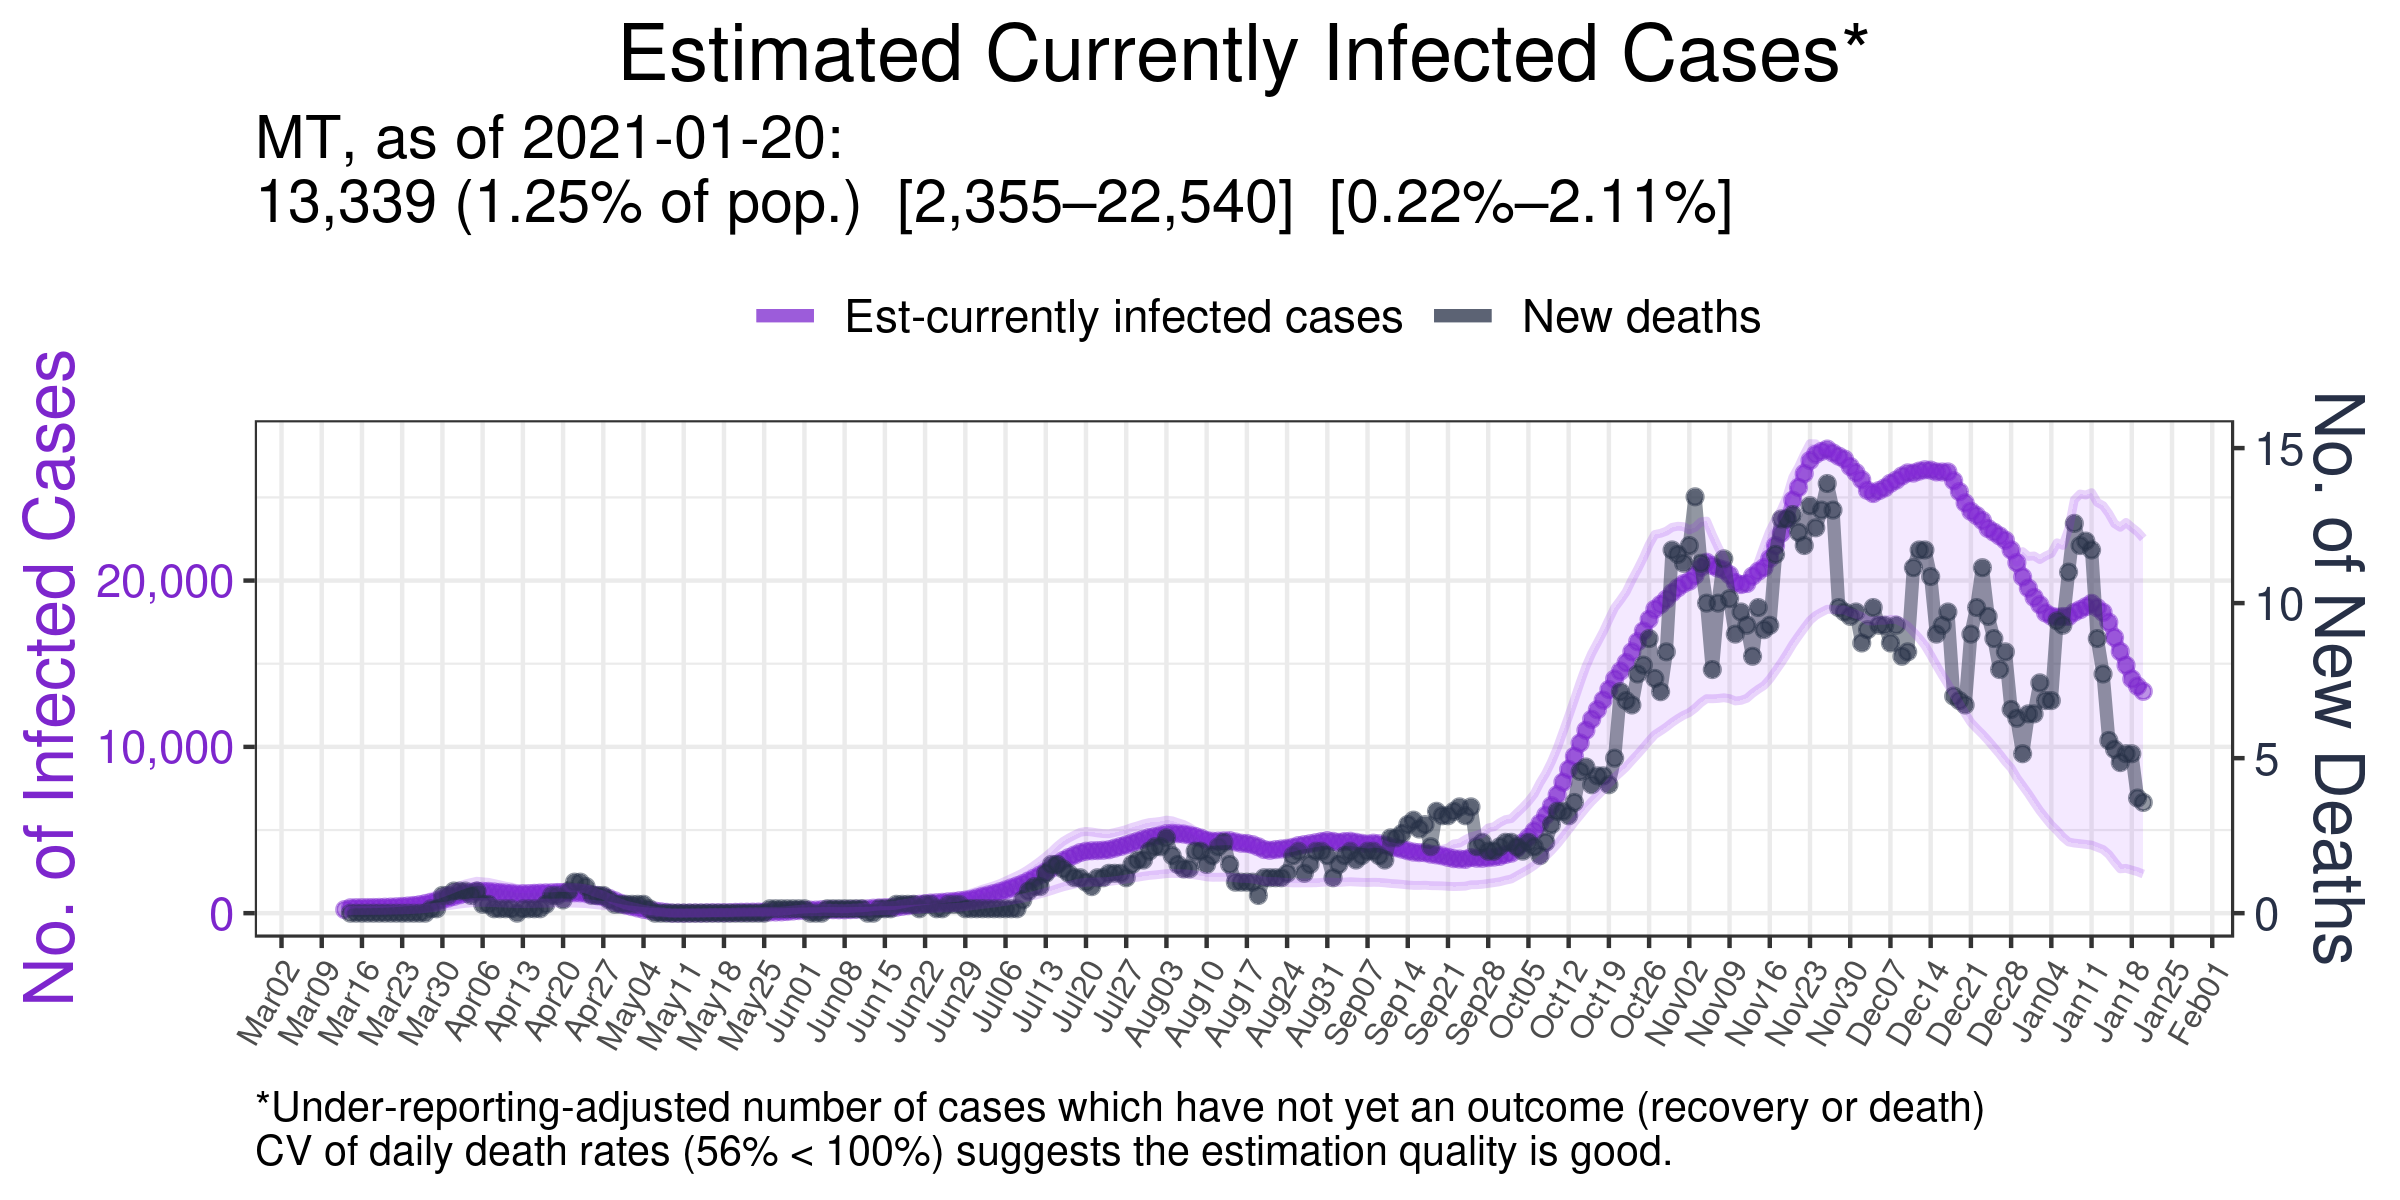 Estimated Currently Infected Cases*
MT, as of 2021-01-20:
13,339 (1.25% of pop.) [2,355–22,540] [0.22%–2.11%]
Est-currently infected cases
New deaths
No. of Infected Cases
20,000
10,000
0
15
10
5
0
No. of New Deaths
Mar02
Mar09
Mar16
Mar23
Mar30
Apr06
Apr13
Apr20
Apr27
May04
May11
May18
May25
Jun01
Jun08
Jun15
Jun22
Jun29
Jul06
Jul13
Jul20
Jul27
Aug03
Aug10
Aug17
Aug24
Aug31
Sep07
Sep14
Sep21
Sep28
Oct05
Oct12
Oct19
Oct26
Nov02
Nov09
Nov16
Nov23
Nov30
Dec07
Dec14
Dec21
Dec28
Jan04
Jan11
Jan18
Jan25
Feb01
*Under-reporting-adjusted number of cases which have not yet an outcome (recovery or death)
CV of daily death rates (56% < 100%) suggests the estimation quality is good.